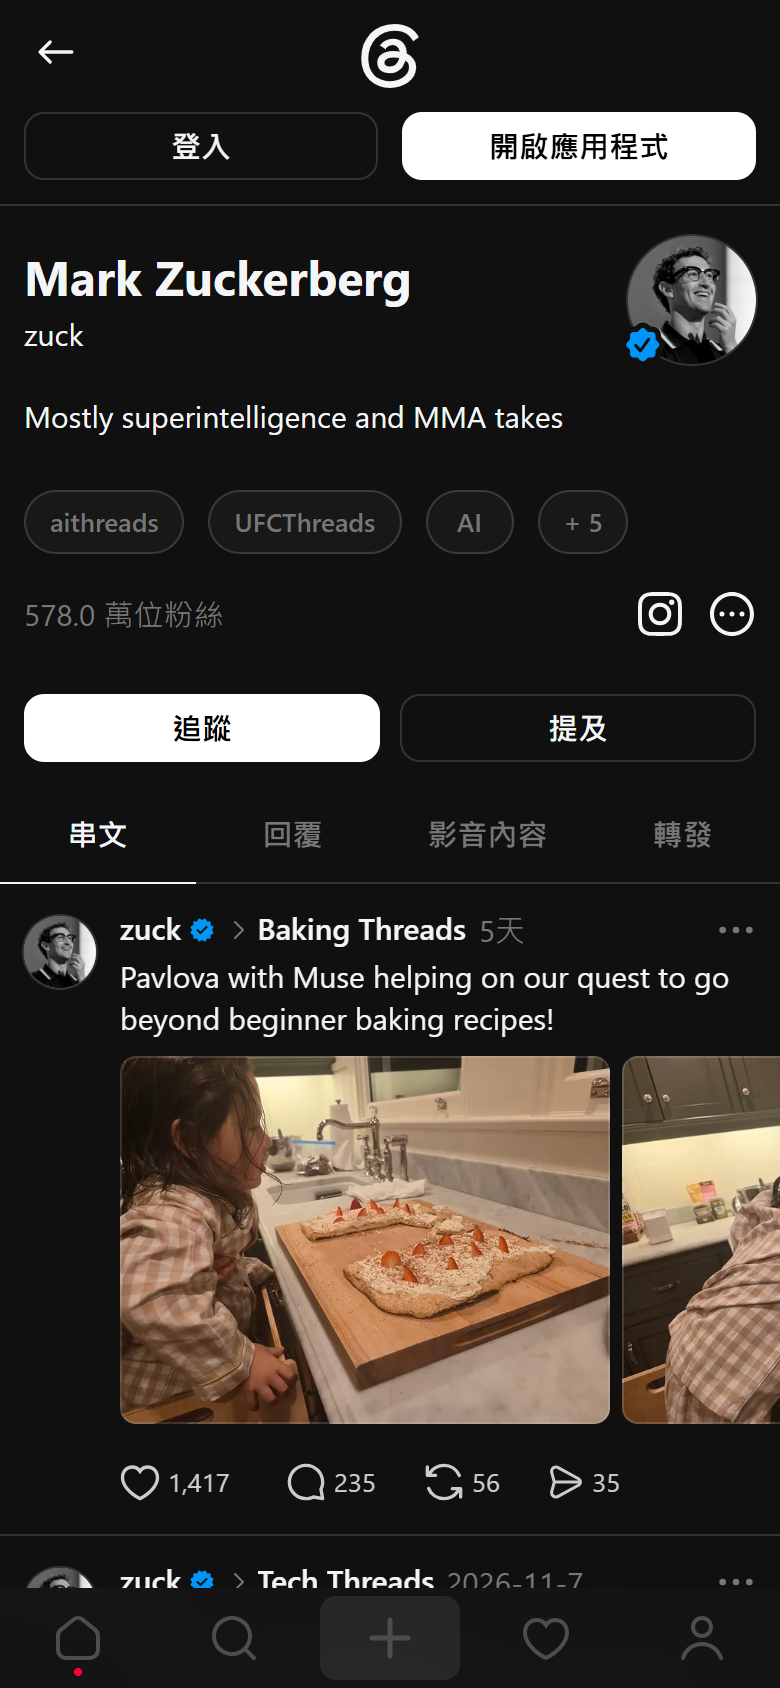 登入
開啟應用程式
Mark Zuckerberg
zuck
Mostly superintelligence and MMA takes
aithreads
UFCThreads
AI
+ 5
578.0 萬位粉絲
追蹤
提及
串文
回覆
影音內容
轉發
zuck > Baking Threads 5天
Pavlova with Muse helping on our quest to go
beyond beginner baking recipes!
1,417
235
56
35
zuck > Tech Threads 2026-11-7